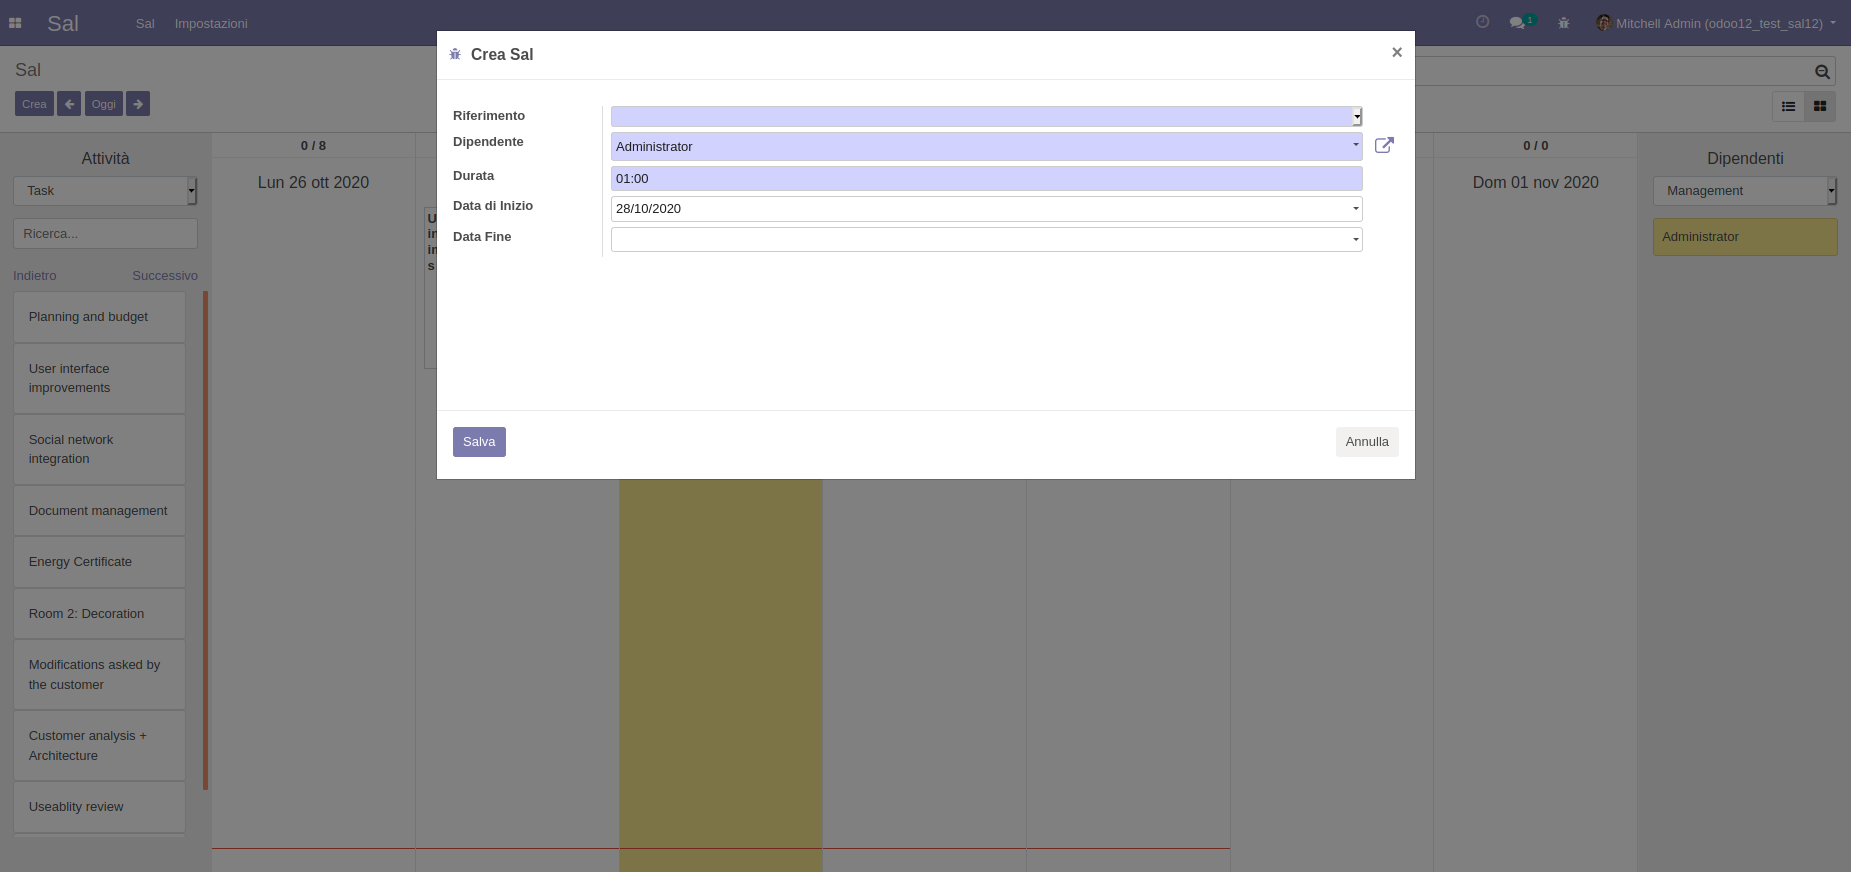 Sal
Sal
Impostazioni
1
Mitchell Admin (odoo12_test_sal12)
Sal
Crea
Oggi
Crea Sal
×
Riferimento
Dipendente
Administrator
Durata
01:00
Data di Inizio
28/10/2020
Data Fine
Salva
Annulla
Attività
Task
Ricerca...
Indietro
Successivo
Planning and budget
User interface
improvements
Social network
integration
Document management
Energy Certificate
Room 2: Decoration
Modifications asked by
the customer
Customer analysis +
Architecture
Useablity review
0 / 8
Lun 26 ott 2020
0 / 0
Dom 01 nov 2020
Dipendenti
Management
Administrator